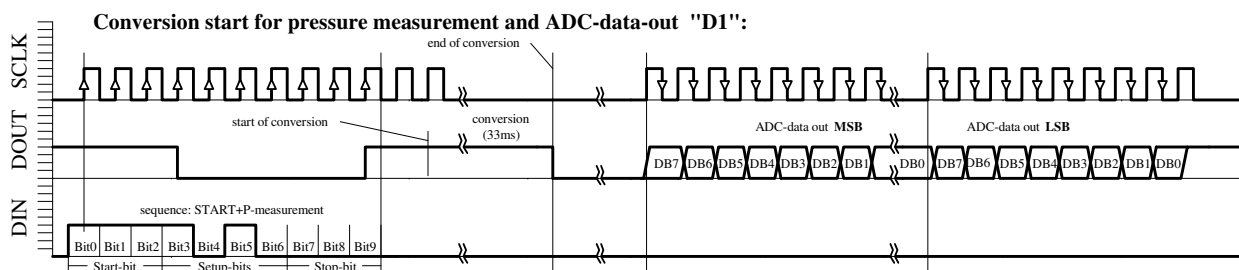 Conversion start for pressure measurement and ADC-data-out "D1":
end of conversion
SCLK
start of conversion
conversion
(33ms)
ADC-data out MSB
ADC-data out LSB
DOUT
DB7 DB6 DB5 DB4 DB3 DB2 DB1 DB0 DB7 DB6 DB5 DB4 DB3 DB2 DB1 DB0
sequence: START+P-measurement
DIN
Bit0 Bit1 Bit2 Bit3 Bit4 Bit5 Bit6 Bit7 Bit8 Bit9
Start-bit Setup-bits Stop-bit